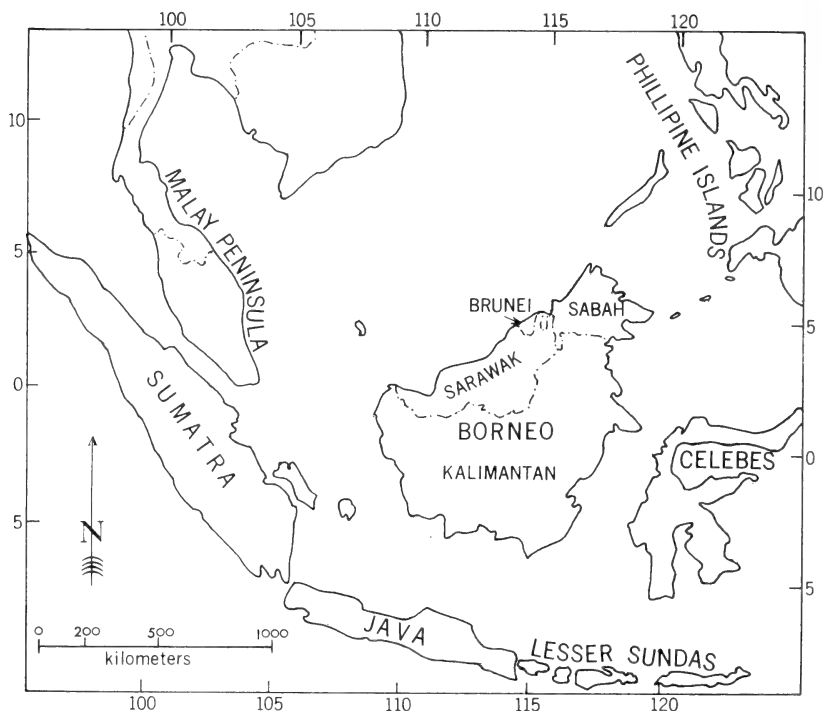 100 105 110 115 120
10
PHILLIPINE ISLANDS
MALAY PENINSULA
10
5
BRUNEI
SABAH
5
SARAWAK
0
SUMATRA
BORNEO
CELEBES
0
KALIMANTAN
5
N
5
0 200 500 1000
kilometers
JAVA
LESSER SUNDAS
100 105 110 115 120